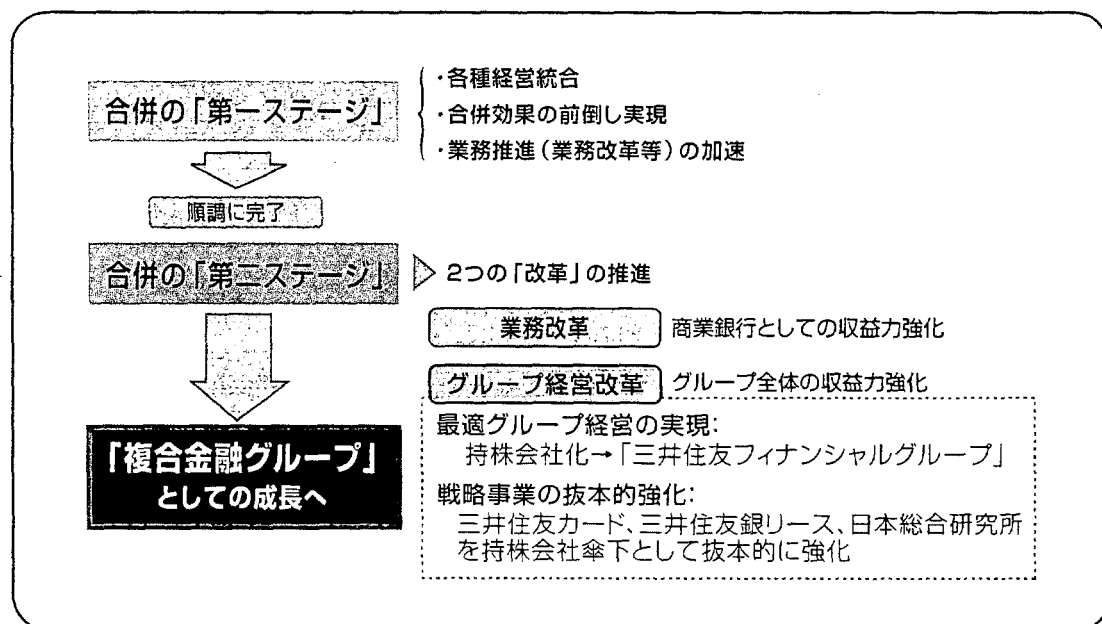 合併の「第一ステージ」
・各種経営統合
・合併効果の前倒し実現
・業務推進(業務改革等)の加速
順調に完了
合併の「第二ステージ」
2つの「改革」の推進
業務改革 商業銀行としての収益力強化
グループ経営改革 グループ全体の収益力強化
最適グループ経営の実現:
持株会社化→「三井住友フィナンシャルグループ」
戦略事業の抜本的強化:
三井住友カード、三井住友銀リース、日本総合研究所
を持株会社傘下として抜本的に強化
「複合金融グループ」
としての成長へ